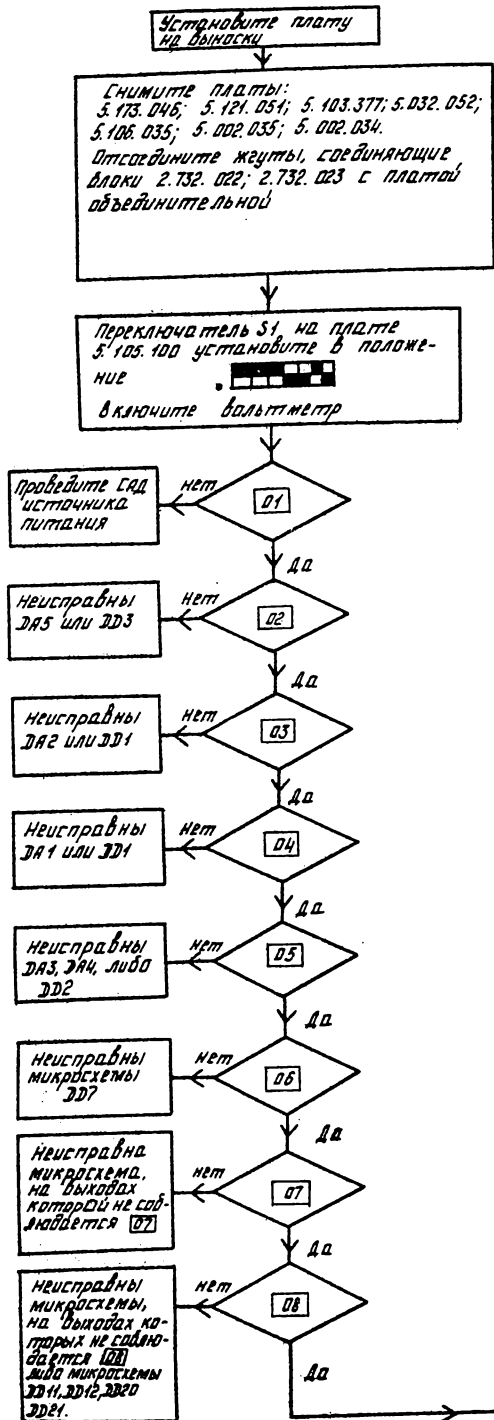 Установите плату
на выноски
Снимите платы:
5.173.046; 5.121.051; 5.103.377; 5.032.052;
5.106.035; 5.002.035; 5.002.034.
Отсоедините жгуты, соединяющие
блоки 2.732.022; 2.732.023 с платой
объединительной
Переключатель S1 на плате
5.105.100 установите в положе-
ние
Включите вольтметр
Проведите САД
источника
питания
нет
01
Да
Неисправны
DA5 или DD3
нет
02
Да
Неисправны
DA2 или DD1
нет
03
Да
Неисправны
DA1 или DD1
нет
04
Да
Неисправны
DA3, DA4, либо
DD2
нет
05
Да
Неисправны
микросхемы
DD7
нет
06
Да
Неисправна
микросхема,
на выходах
которой не соб-
людается 07
нет
07
Да
Неисправны
микросхемы,
на выходах ко-
торых не соблю-
дается 08
либо микросхемы
DD11, DD12, DD20
DD21.
нет
08
Да